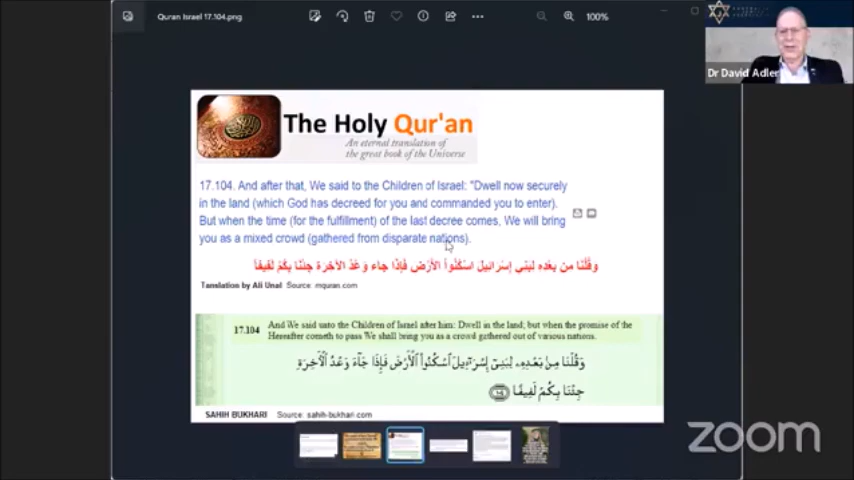 Quran Israel 17.104.png
100%
Dr David Adler
The Holy Qur'an
An eternal translation of
the great book of the Universe
17.104. And after that, We said to the Children of Israel: "Dwell now securely
in the land (which God has decreed for you and commanded you to enter).
But when the time (for the fulfillment) of the last decree comes, We will bring
you as a mixed crowd (gathered from disparate nations).
وَقُلْنَا مِن بَعْدِهِ لِبَنِي إِسْرَائِيلَ اسْكُنُواْ الأَرْضَ فَإِذَا جَاء وَعْدُ الآخِرَةِ جِئْنَا بِكُمْ لَفِيفًا
Translation by Ali Unal Source: mquran.com
17.104 And We said unto the Children of Israel after him: Dwell in the land; but when the promise of the
Hereafter cometh to pass We shall bring you as a crowd gathered out of various nations.
وَقُلْنَا مِنۢ بَعْدِهِۦ لِبَنِىٓ إِسْرَٰٓءِيلَ ٱسْكُنُوا۟ ٱلْأَرْضَ فَإِذَا جَآءَ وَعْدُ ٱلْءَاخِرَةِ
جِئْنَا بِكُمْ لَفِيفًا ١٠٤
SAHIH BUKHARI Source: sahih-bukhari.com
zoom